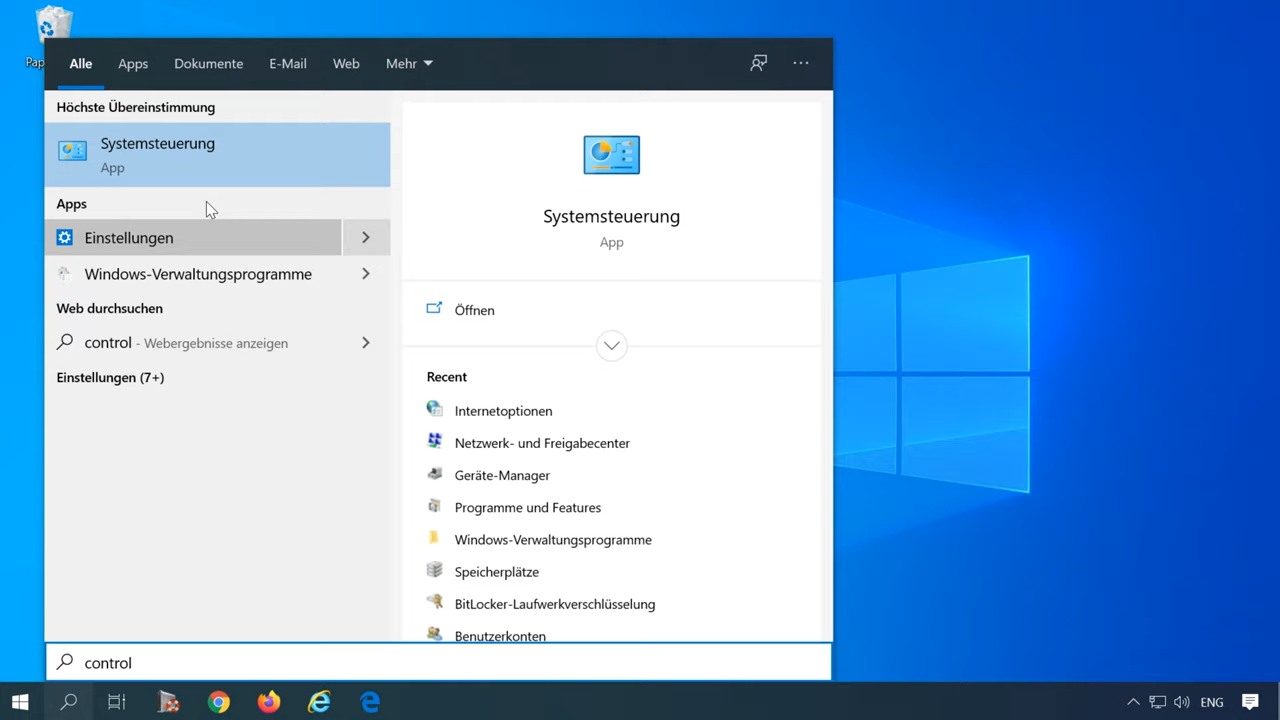 Pap
Alle Apps Dokumente E-Mail Web Mehr
Höchste Übereinstimmung
Systemsteuerung
App
Apps
Einstellungen
Windows-Verwaltungsprogramme
Web durchsuchen
control - Webergebnisse anzeigen
Einstellungen (7+)
Systemsteuerung
App
Öffnen
Recent
Internetoptionen
Netzwerk- und Freigabecenter
Geräte-Manager
Programme und Features
Windows-Verwaltungsprogramme
Speicherplätze
BitLocker-Laufwerkverschlüsselung
Benutzerkonten
control
ENG